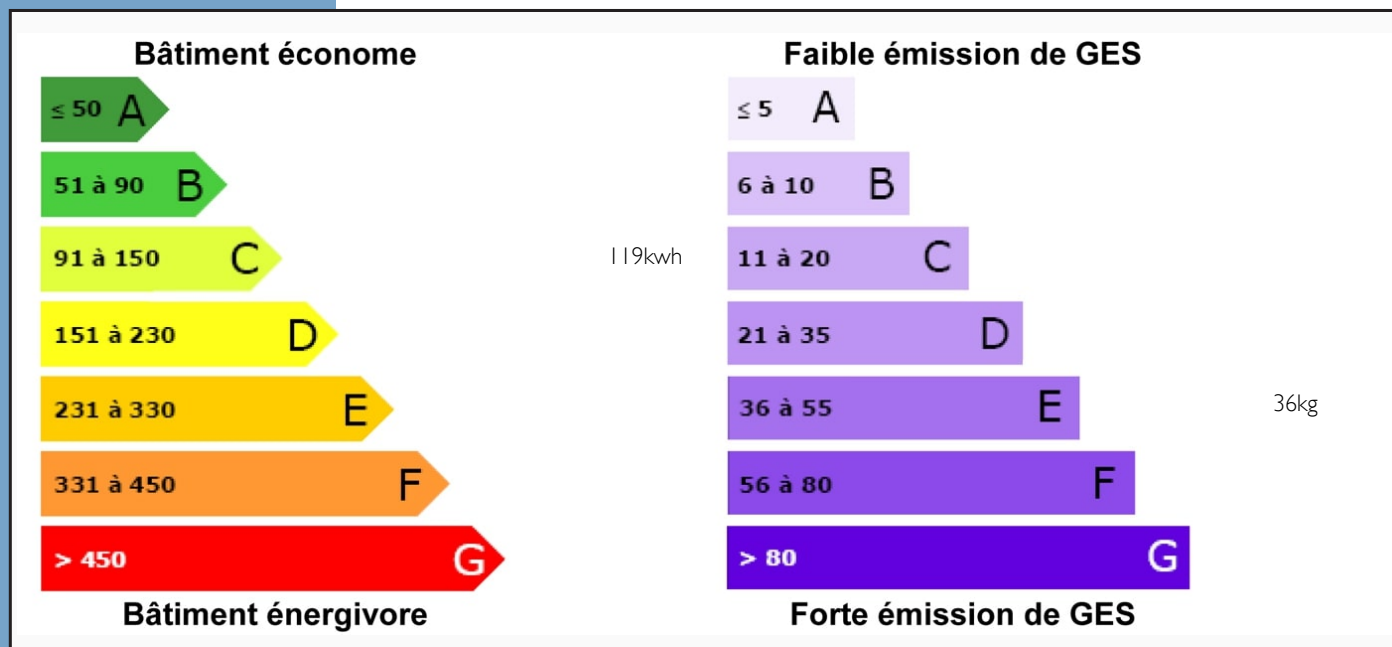 Bâtiment économe
≤ 50 A
51 à 90 B
91 à 150 C
119kwh
151 à 230 D
231 à 330 E
331 à 450 F
> 450 G
Bâtiment énergivore
Faible émission de GES
≤ 5 A
6 à 10 B
11 à 20 C
21 à 35 D
36 à 55 E
36kg
56 à 80 F
> 80 G
Forte émission de GES